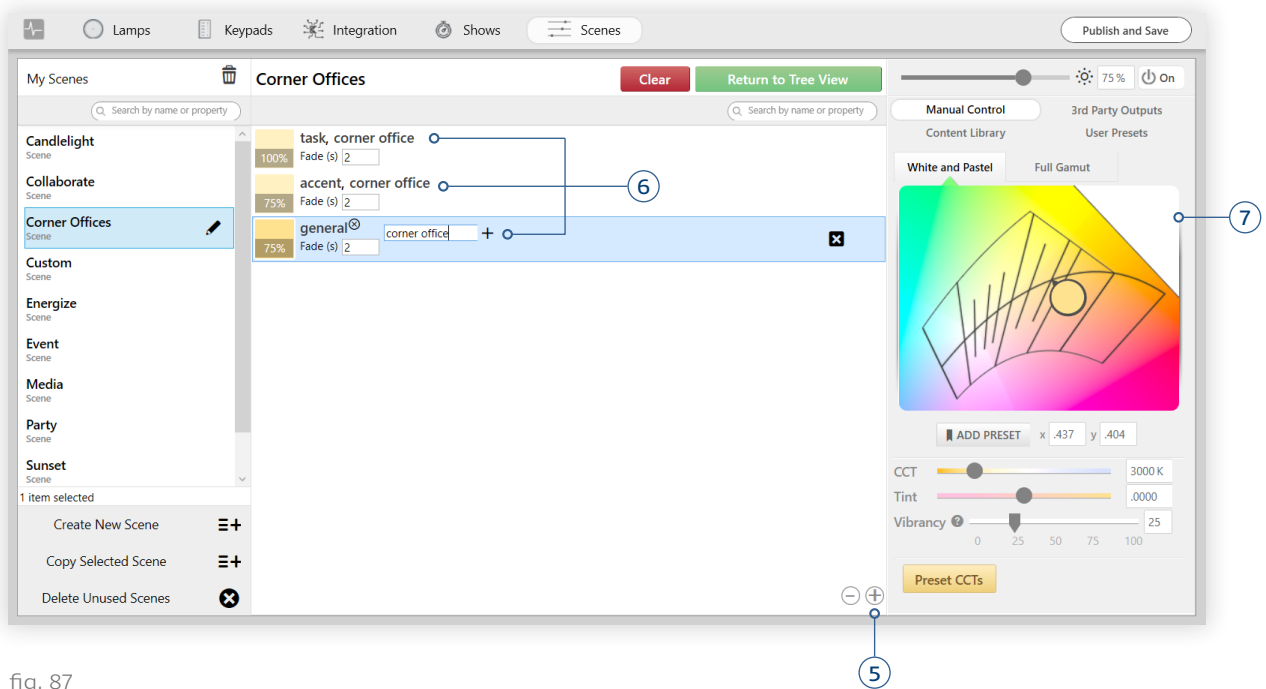 Lamps Keypads Integration Shows Scenes Publish and Save
My Scenes
Search by name or property
Candlelight
Scene
Collaborate
Scene
Corner Offices
Scene
Custom
Scene
Energize
Scene
Event
Scene
Media
Scene
Party
Scene
Sunset
Scene
1 item selected
Create New Scene
Copy Selected Scene
Delete Unused Scenes
Corner Offices Clear Return to Tree View
Search by name or property
task, corner office
100% Fade (s) 2
accent, corner office
75% Fade (s) 2
general corner office
75% Fade (s) 2
6
5
75 % On
Manual Control 3rd Party Outputs
Content Library User Presets
White and Pastel Full Gamut
7
ADD PRESET x .437 y .404
CCT 3000 K
Tint .0000
Vibrancy ? 25
0 25 50 75 100
Preset CCTs
fig. 87